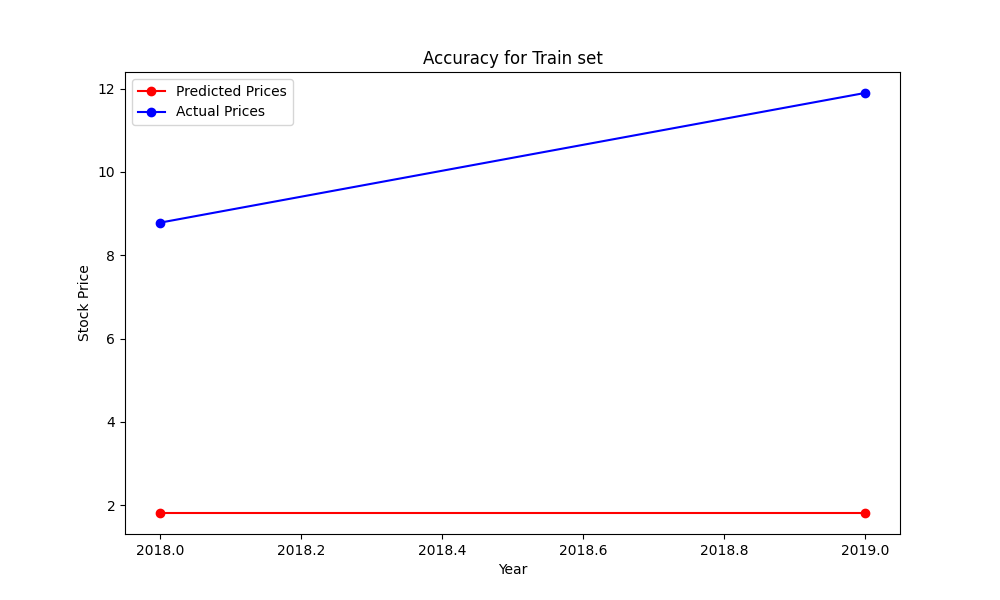 Accuracy for Train set
Predicted Prices
Actual Prices
12
10
8
6
4
2
Stock Price
2018.0 2018.2 2018.4 2018.6 2018.8 2019.0
Year